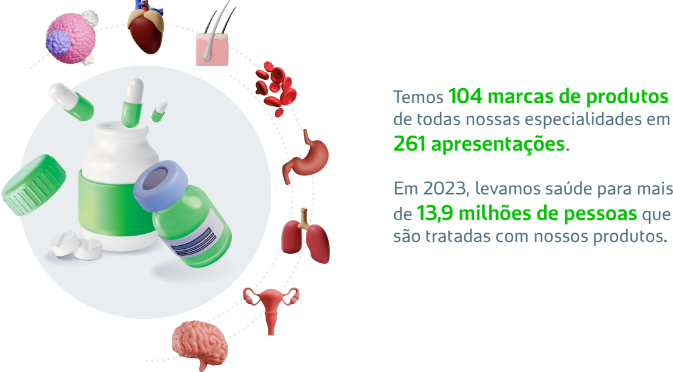 Temos 104 marcas de produtos
de todas nossas especialidades em
261 apresentações.
Em 2023, levamos saúde para mais
de 13,9 milhões de pessoas que
são tratadas com nossos produtos.